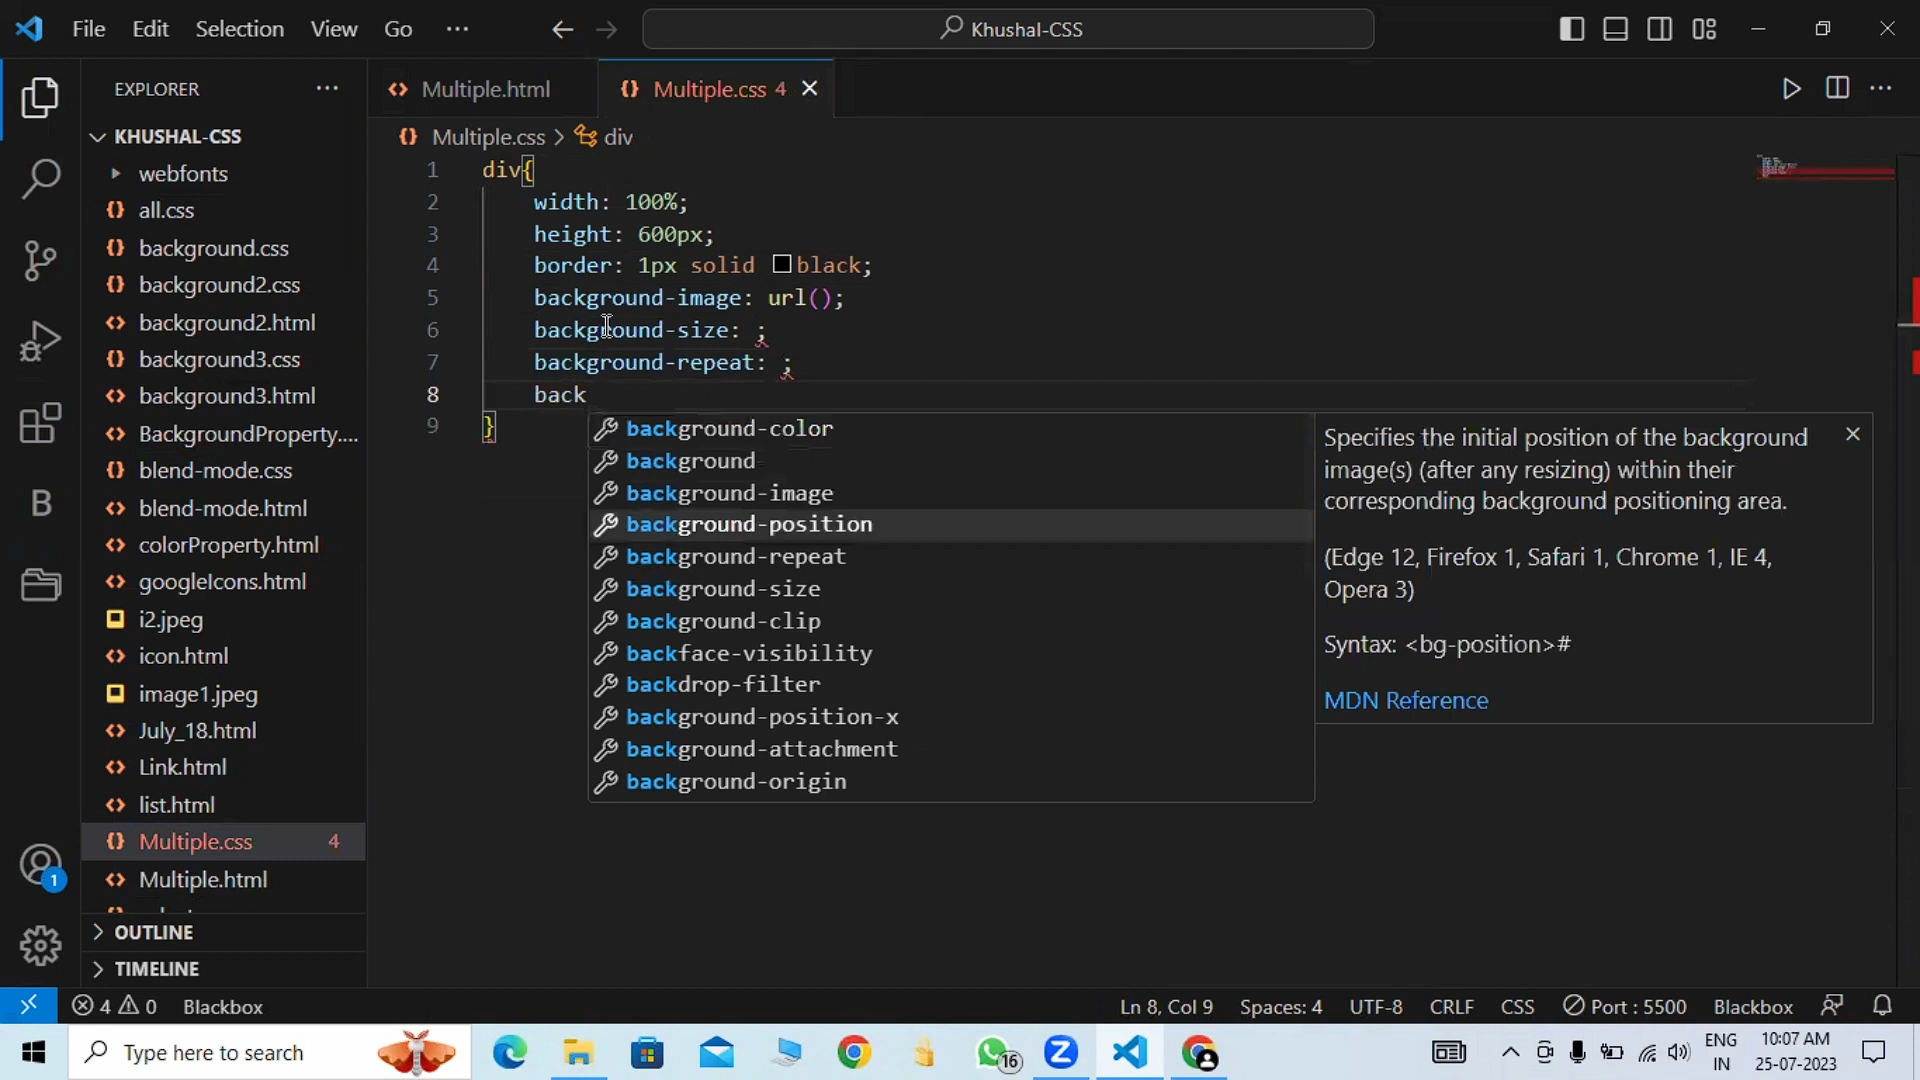 File Edit Selection View Go ···
Khushal-CSS
EXPLORER ···
KHUSHAL-CSS
webfonts
all.css
background.css
background2.css
background2.html
background3.css
background3.html
BackgroundProperty....
blend-mode.css
blend-mode.html
colorProperty.html
googleIcons.html
i2.jpeg
icon.html
image1.jpeg
July_18.html
Link.html
list.html
Multiple.css 4
Multiple.html
OUTLINE
TIMELINE
Multiple.html
Multiple.css 4
Multiple.css > div
1 div{
2 width: 100%;
3 height: 600px;
4 border: 1px solid black;
5 background-image: url();
6 background-size: ;
7 background-repeat: ;
8 back
9 }
background-color
background
background-image
background-position
background-repeat
background-size
background-clip
backface-visibility
backdrop-filter
background-position-x
background-attachment
background-origin
Specifies the initial position of the background
image(s) (after any resizing) within their
corresponding background positioning area.
(Edge 12, Firefox 1, Safari 1, Chrome 1, IE 4,
Opera 3)
Syntax: <bg-position>#
MDN Reference
B
1
4 0 Blackbox
Ln 8, Col 9 Spaces: 4 UTF-8 CRLF CSS Port : 5500 Blackbox
Type here to search
16
ENG
IN
10:07 AM
25-07-2023